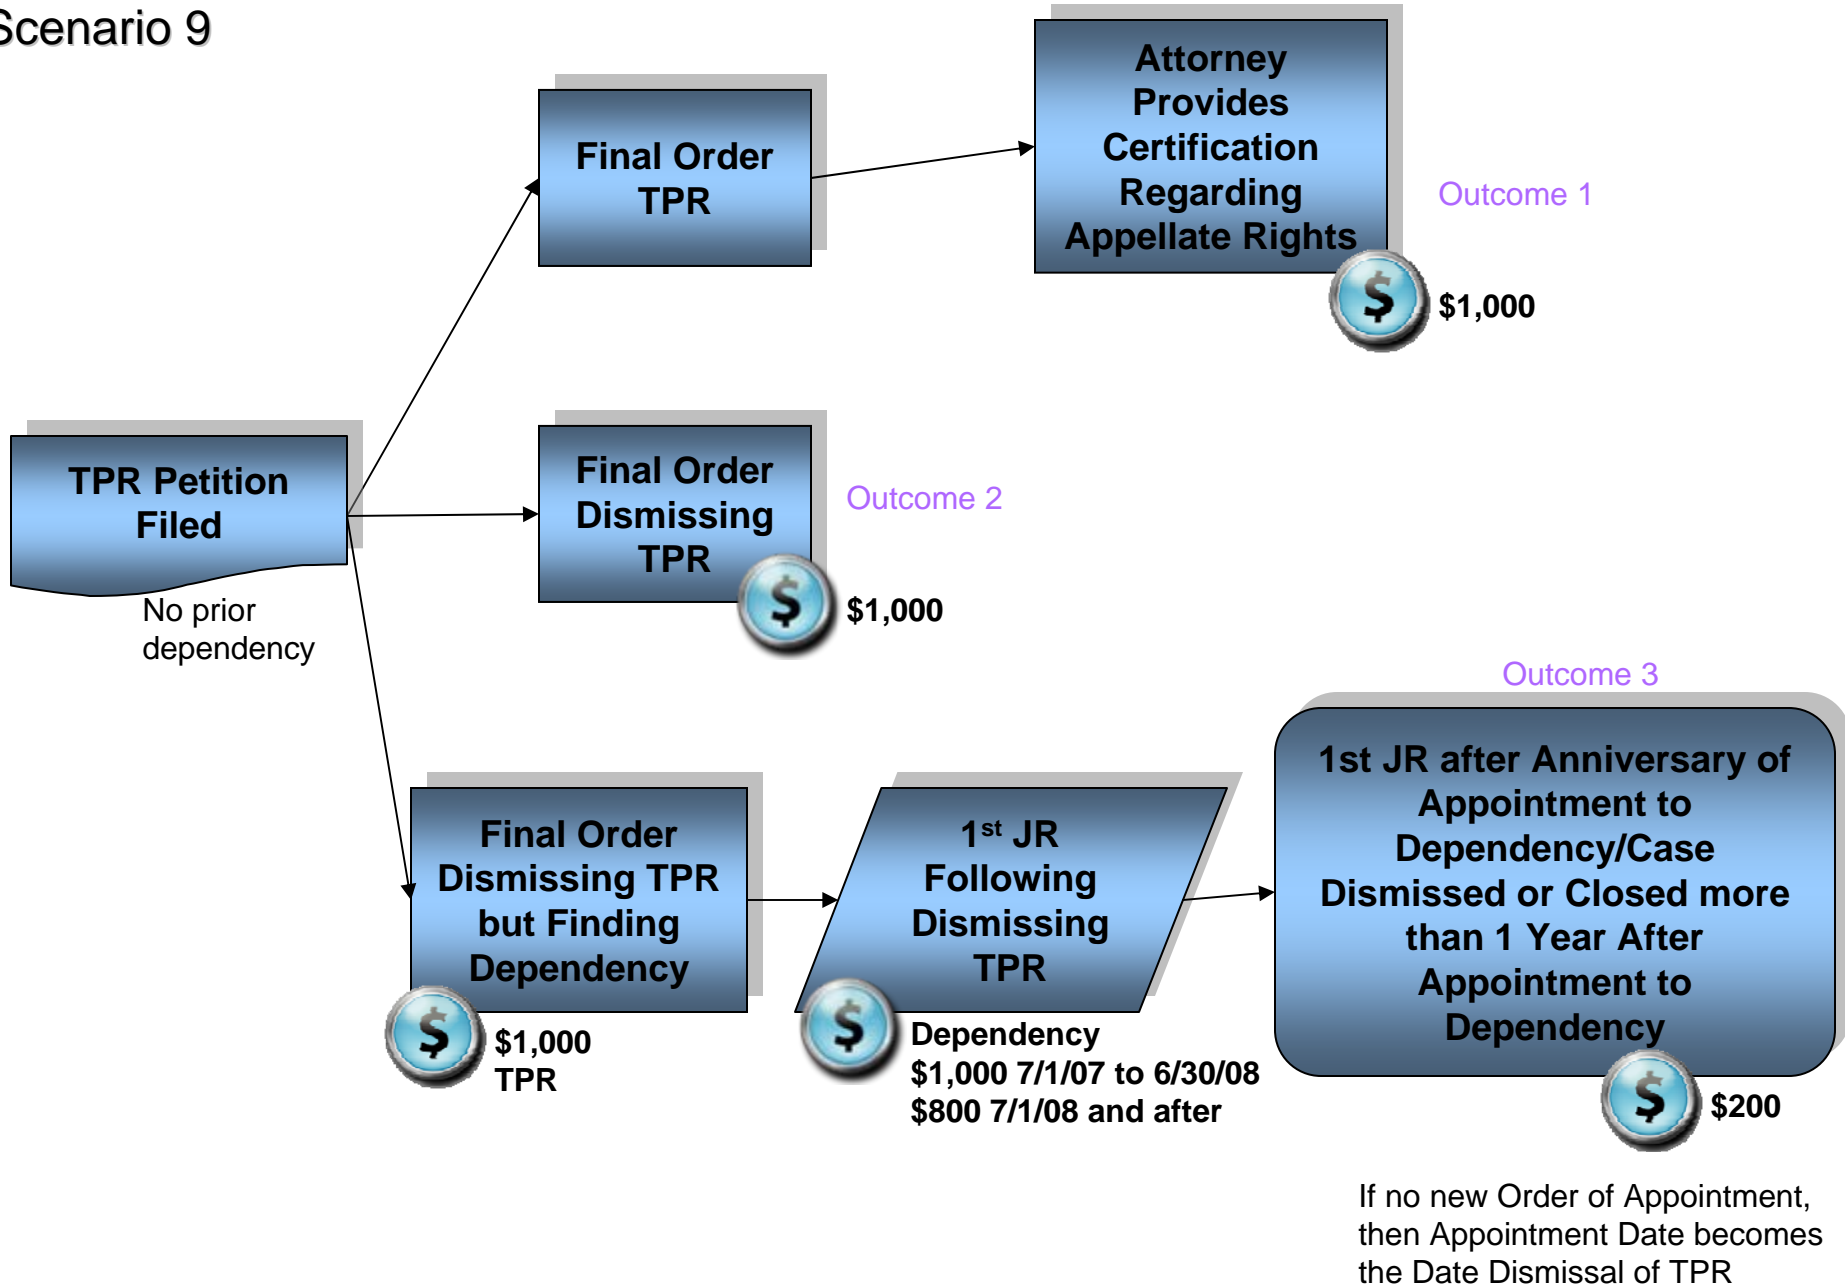 Scenario 9
Attorney
Provides
Certification
Regarding
Appellate Rights
Outcome 1
$1,000
Final Order
TPR
TPR Petition
Filed
No prior
dependency
Final Order
Dismissing
TPR
Outcome 2
$1,000
Final Order
Dismissing TPR
but Finding
Dependency
$1,000
TPR
1st JR
Following
Dismissing
TPR
Dependency
$1,000 7/1/07 to 6/30/08
$800 7/1/08 and after
Outcome 3
1st JR after Anniversary of
Appointment to
Dependency/Case
Dismissed or Closed more
than 1 Year After
Appointment to
Dependency
$200
If no new Order of Appointment,
then Appointment Date becomes
the Date Dismissal of TPR